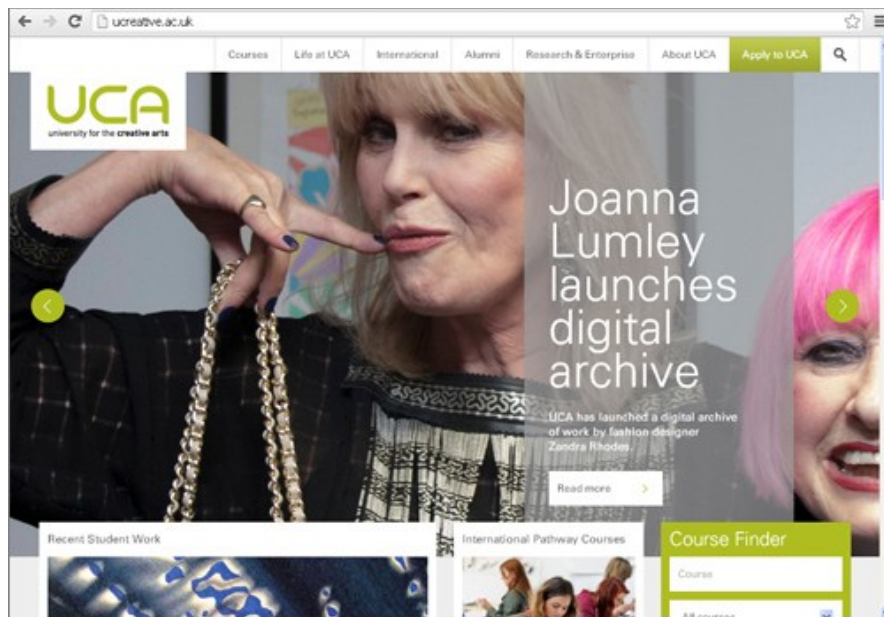 ucreative.ac.uk
Courses
Life at UCA
International
Alumni
Research & Enterprise
About UCA
Apply to UCA
UCA
university for the creative arts
Joanna
Lumley
launches
digital
archive
UCA has launched a digital archive
of work by fashion designer
Zandra Rhodes
Read more
Recent Student Work
International Pathway Courses
Course Finder
Course
All courses